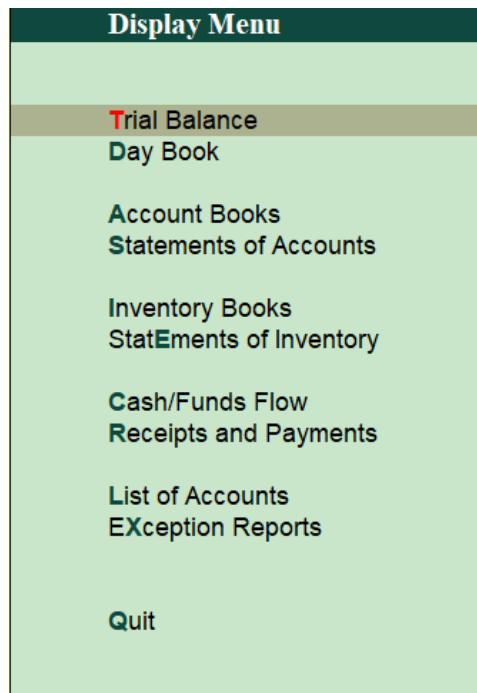 Display Menu
Trial Balance
Day Book
Account Books
Statements of Accounts
Inventory Books
StatEments of Inventory
Cash/Funds Flow
Receipts and Payments
List of Accounts
EXception Reports
Quit